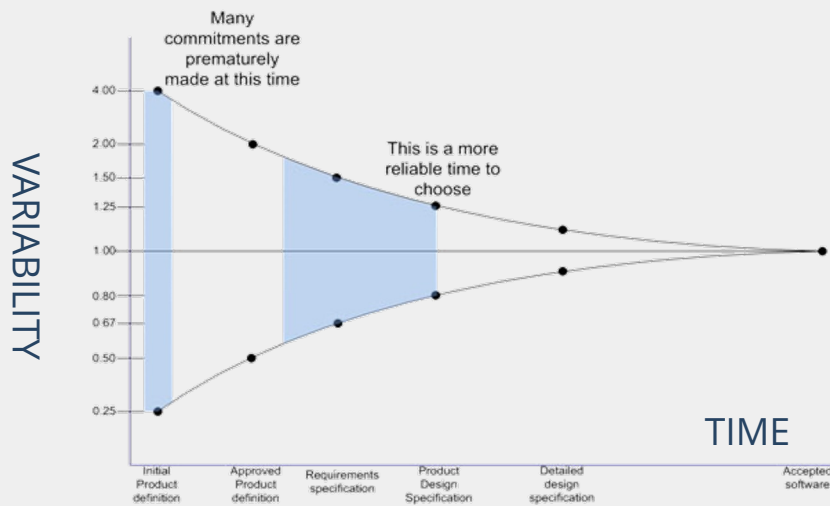 Many
commitments are
prematurely
made at this time
This is a more
reliable time to
choose
VARIABILITY
4.00
2.00
1.50
1.25
1.00
0.80
0.67
0.50
0.25
TIME
Initial
Product
definition
Approved
Product
definition
Requirements
specification
Product
Design
Specification
Detailed
design
specification
Accepted
software